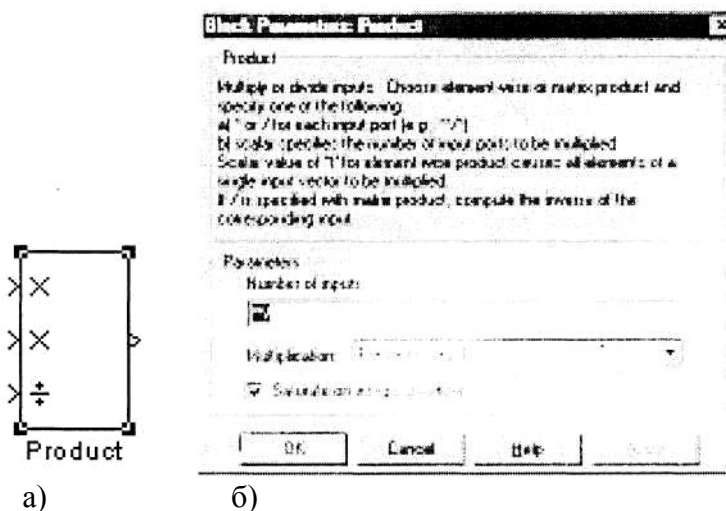 Block Parameters: Product
Product
Multiply or divide inputs. Choose element-wise or matrix product and
specify one of the following:
a) * or / for each input port (e.g., **/*)
b) scalar specifies the number of input ports to be multiplied
Scalar value of '1' for element-wise product causes all elements of a
single input vector to be multiplied.
If / is specified with matrix product, compute the inverse of the
corresponding input.
Parameters
Number of inputs:
Multiplication:
Saturate on
OK Cancel Help
Product
а) б)